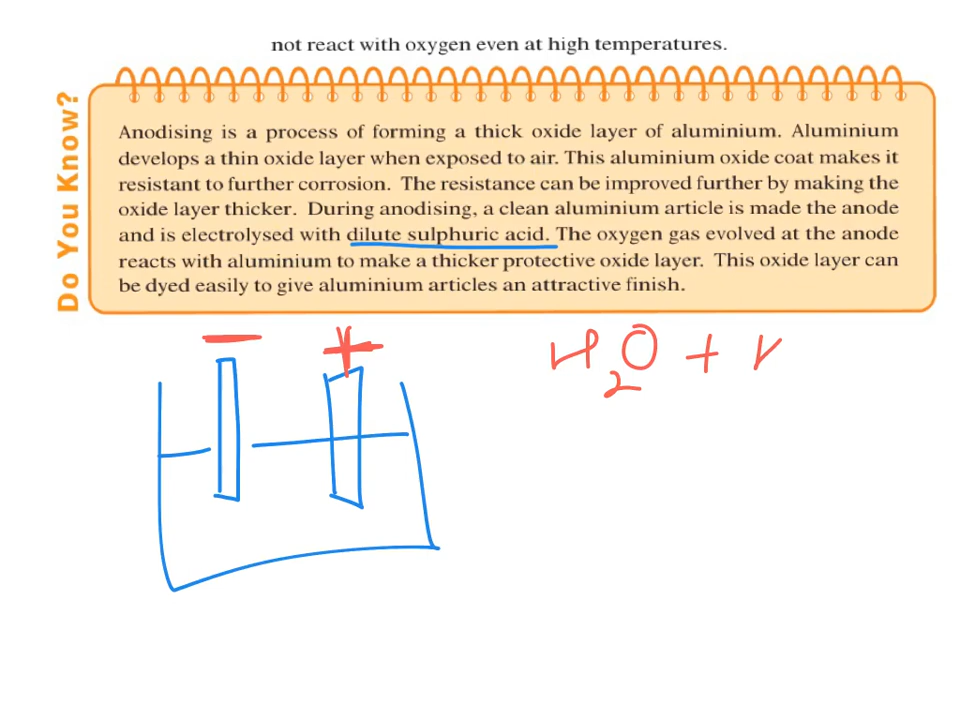 not react with oxygen even at high temperatures.
Do You Know?
Anodising is a process of forming a thick oxide layer of aluminium. Aluminium
develops a thin oxide layer when exposed to air. This aluminium oxide coat makes it
resistant to further corrosion. The resistance can be improved further by making the
oxide layer thicker. During anodising, a clean aluminium article is made the anode
and is electrolysed with dilute sulphuric acid. The oxygen gas evolved at the anode
reacts with aluminium to make a thicker protective oxide layer. This oxide layer can
be dyed easily to give aluminium articles an attractive finish.
− +
H2O +